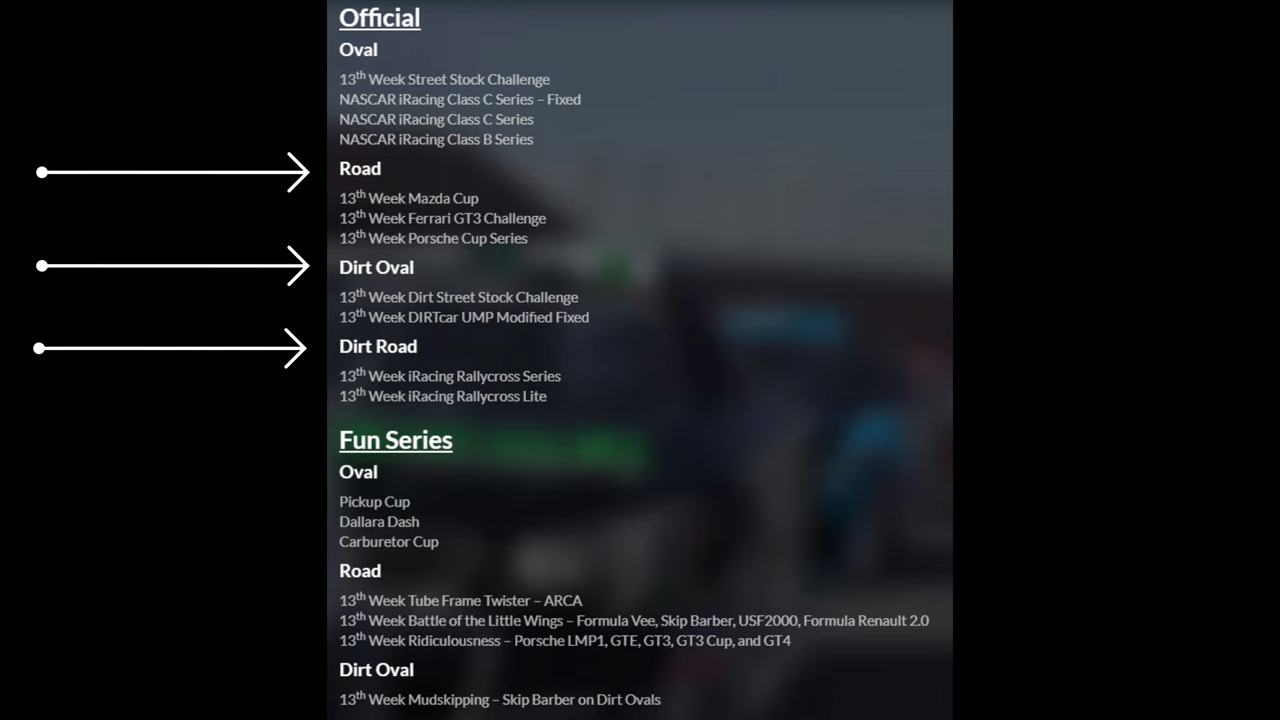 Official
Oval
13th Week Street Stock Challenge
NASCAR iRacing Class C Series – Fixed
NASCAR iRacing Class C Series
NASCAR iRacing Class B Series
Road
13th Week Mazda Cup
13th Week Ferrari GT3 Challenge
13th Week Porsche Cup Series
Dirt Oval
13th Week Dirt Street Stock Challenge
13th Week DIRTcar UMP Modified Fixed
Dirt Road
13th Week iRacing Rallycross Series
13th Week iRacing Rallycross Lite
Fun Series
Oval
Pickup Cup
Dallara Dash
Carburetor Cup
Road
13th Week Tube Frame Twister – ARCA
13th Week Battle of the Little Wings – Formula Vee, Skip Barber, USF2000, Formula Renault 2.0
13th Week Ridiculousness – Porsche LMP1, GTE, GT3, GT3 Cup, and GT4
Dirt Oval
13th Week Mudskipping – Skip Barber on Dirt Ovals